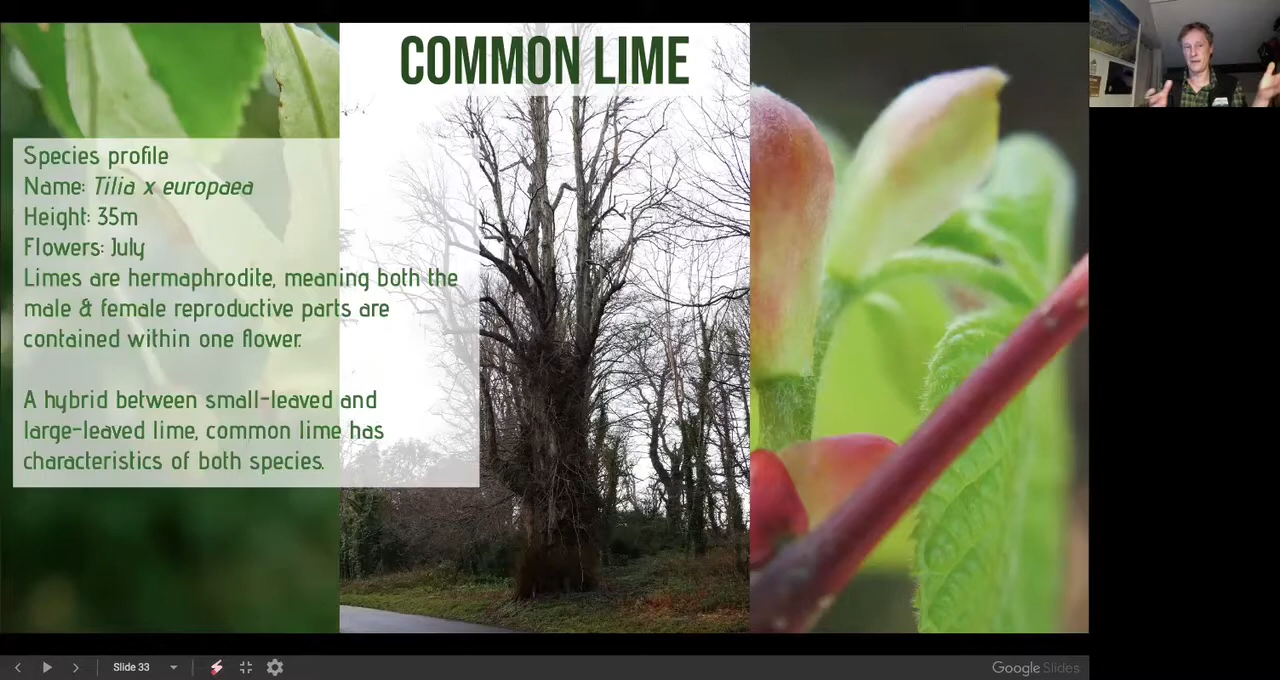 COMMON LIME
Species profile
Name: Tilia x europaea
Height: 35m
Flowers: July
Limes are hermaphrodite, meaning both the
male & female reproductive parts are
contained within one flower.
A hybrid between small-leaved and
large-leaved lime, common lime has
characteristics of both species.
Slide 33
Google Slides